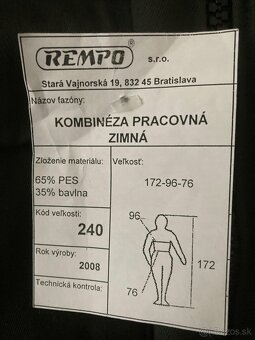 REMPO
s.r.o.
Stará Vajnorská 19, 832 45 Bratislava
Názov fazóny:
KOMBINÉZA PRACOVNÁ
ZIMNÁ
Zloženie materiálu:
65% PES
35% bavlna
Veľkosť:
172-96-76
Kód veľkosti:
240
Rok výroby:
2008
Technická kontrola:
96
172
76